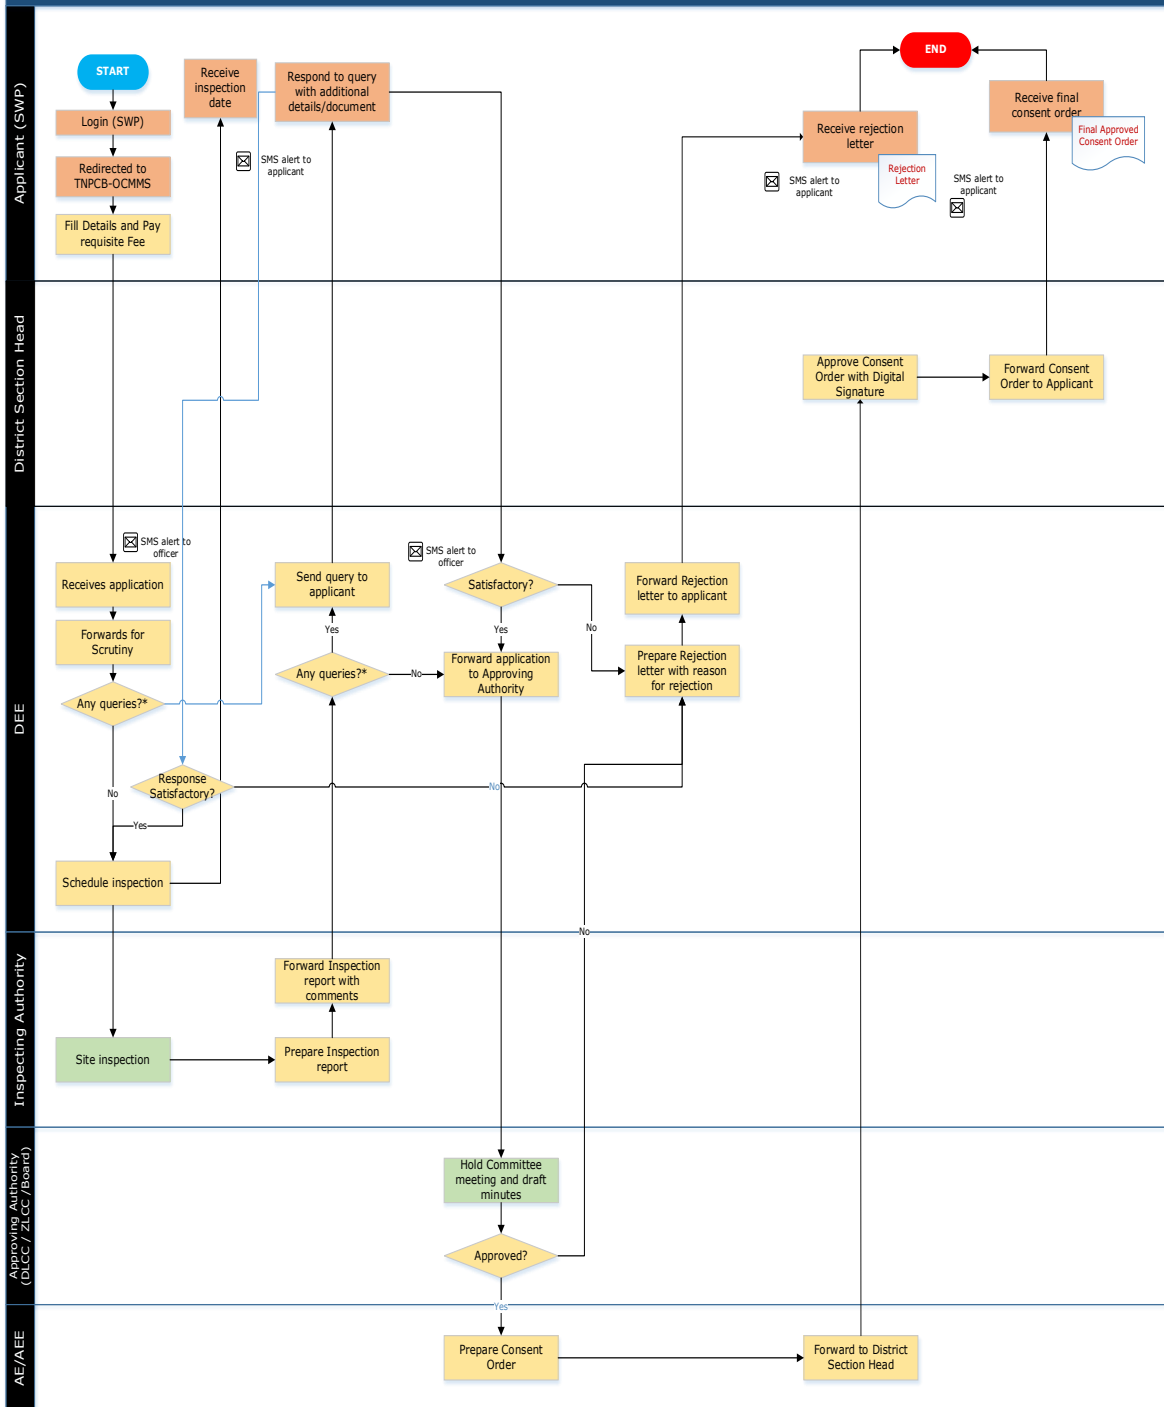 Applicant (SWP)
START
Login (SWP)
Redirected to
TNPCB-OCMMS
Fill Details and Pay
requisite Fee
Receive
inspection
date
SMS alert to
applicant
Respond to query
with additional
details/document
END
Receive rejection
letter
Rejection
Letter
SMS alert to
applicant
Receive final
consent order
Final Approved
Consent Order
SMS alert to
applicant
District Section Head
Approve Consent
Order with Digital
Signature
Forward Consent
Order to Applicant
DEE
SMS alert to
officer
Receives application
Forwards for
Scrutiny
Any queries?*
No
Response
Satisfactory?
Yes
Schedule inspection
Send query to
applicant
Yes
Any queries?*
No
SMS alert to
officer
Satisfactory?
Yes
No
Forward application
to Approving
Authority
Forward Rejection
letter to applicant
Prepare Rejection
letter with reason
for rejection
No
No
Inspecting Authority
Forward Inspection
report with
comments
Site inspection
Prepare Inspection
report
Approving Authority
(DLCC / ZLCC /Board)
Hold Committee
meeting and draft
minutes
Approved?
Yes
AE/AEE
Prepare Consent
Order
Forward to District
Section Head